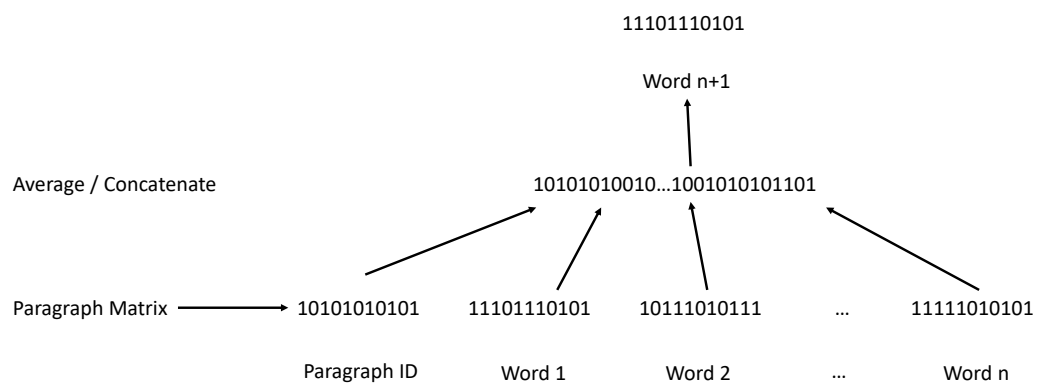 11101110101
Word n+1
Average / Concatenate 10101010010…1001010101101
Paragraph Matrix 10101010101 11101110101 10111010111 … 11111010101
Paragraph ID Word 1 Word 2 … Word n